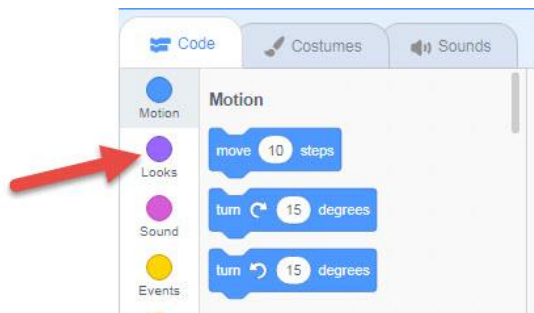 Code Costumes Sounds
Motion
Looks
Sound
Events
Motion
move 10 steps
turn 15 degrees
turn 15 degrees